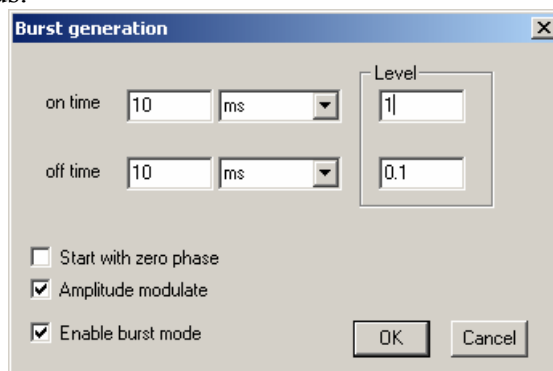 Burst generation
Level
on time 10 ms 1
off time 10 ms 0.1
Start with zero phase
Amplitude modulate
Enable burst mode OK Cancel